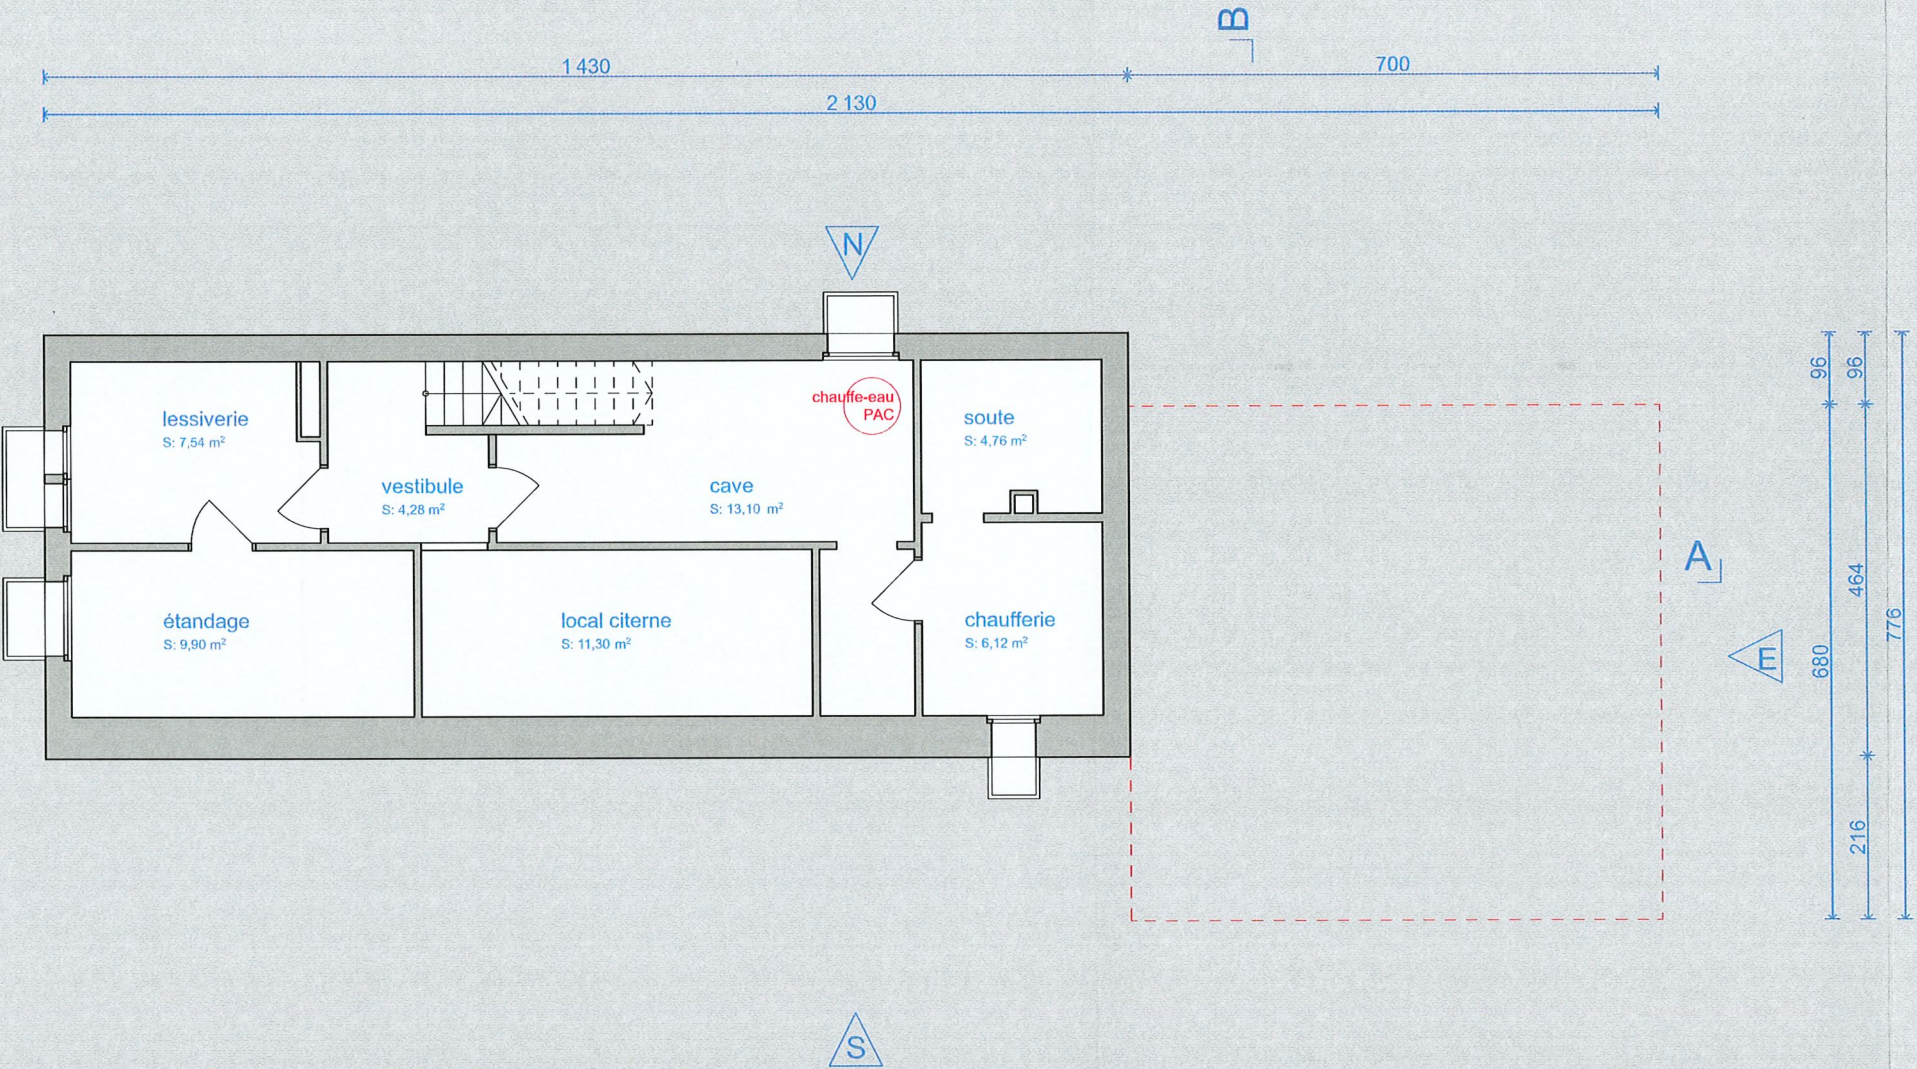 B
1 430
700
2 130
N
lessiverie
S: 7,54 m²
vestibule
S: 4,28 m²
chauffe-eau
PAC
cave
S: 13,10 m²
soute
S: 4,76 m²
étandage
S: 9,90 m²
local citerne
S: 11,30 m²
chaufferie
S: 6,12 m²
A
E
96
96
464
680
776
216
S